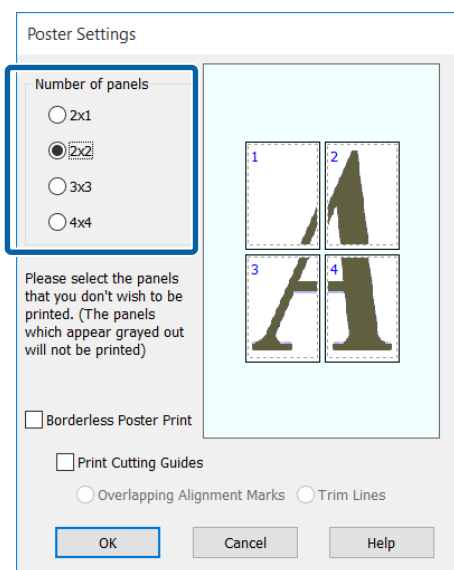 Poster Settings
Number of panels
2x1
2x2
3x3
4x4
1 2
3 4
Please select the panels
that you don't wish to be
printed. (The panels
which appear grayed out
will not be printed)
Borderless Poster Print
Print Cutting Guides
Overlapping Alignment Marks Trim Lines
OK Cancel Help